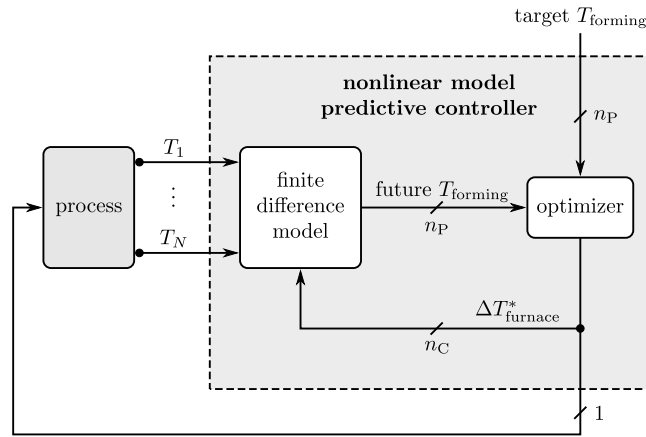 target T_forming
nonlinear model
predictive controller
n_P
T_1
⋮
T_N
process
finite
difference
model
future T_forming
n_P
optimizer
ΔT*_furnace
n_C
1